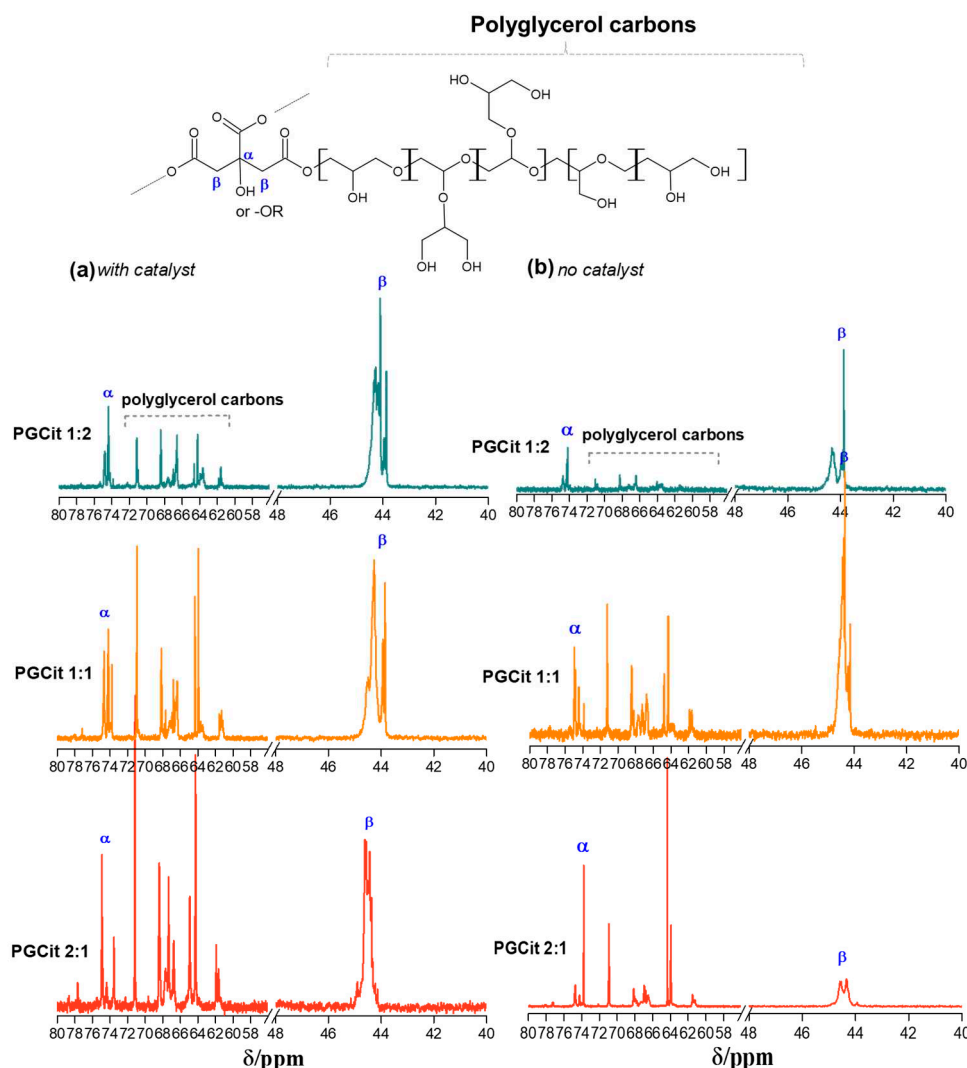 Polyglycerol carbons
HO
OH
HO
OH
O
O
O
O
O
O
α
β
β
OH
or -OR
O
O
O
O
O
O
O
O
OH
OH
OH
OH
OH
OH
(a) with catalyst
(b) no catalyst
β
α
polyglycerol carbons
PGCit 1:2
80 78 76 74 72 70 68 66 64 62 60 58 46 44 42 40
β
α
polyglycerol carbons
PGCit 1:2
80 78 76 74 72 70 68 66 64 62 60 58 48 46 44 42 40
β
α
PGCit 1:1
80 78 76 74 72 70 68 66 64 62 60 58 48 46 44 42 40
β
α
PGCit 1:1
80 78 76 74 72 70 68 66 64 62 60 58 48 46 44 42 40
β
α
PGCit 2:1
80 78 76 74 72 70 68 66 64 62 60 58 48 46 44 42 40
δ/ppm
α
β
PGCit 2:1
80 78 76 74 72 70 68 66 64 62 60 58 48 46 44 42 40
δ/ppm